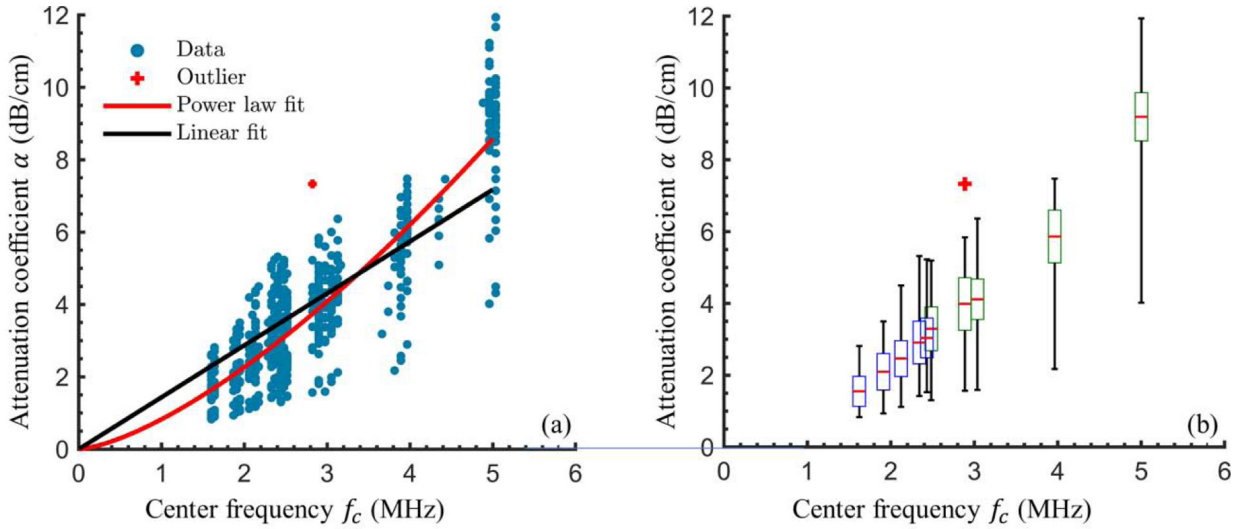 12
10
8
6
4
2
0
Attenuation coefficient α (dB/cm)
Data
Outlier
Power law fit
Linear fit
(a)
0 1 2 3 4 5 6
Center frequency f_c (MHz)
12
10
8
6
4
2
0
Attenuation coefficient α (dB/cm)
(b)
0 1 2 3 4 5 6
Center frequency f_c (MHz)